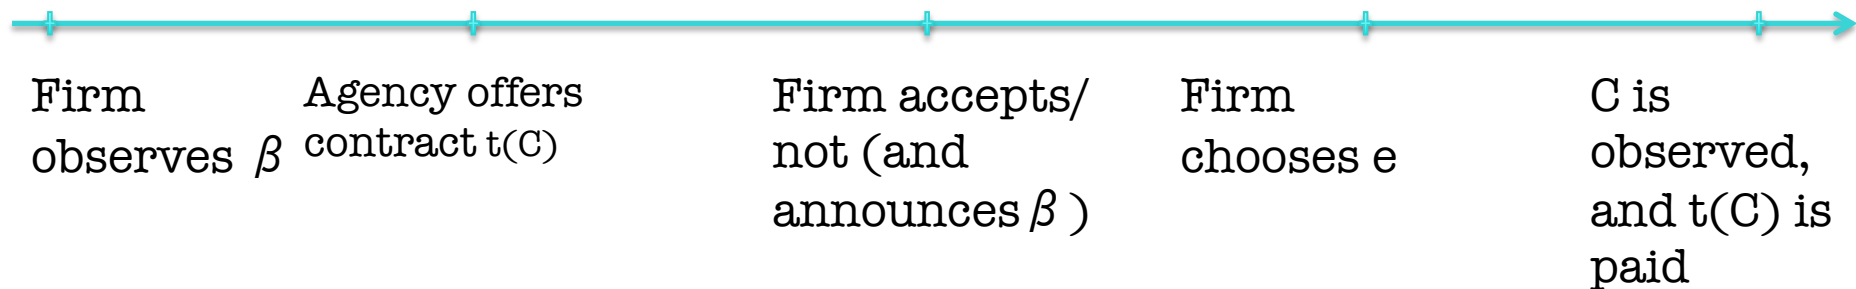 Firm
observes β
Agency offers
contract t(C)
Firm accepts/
not (and
announces β )
Firm
chooses e
C is
observed,
and t(C) is
paid